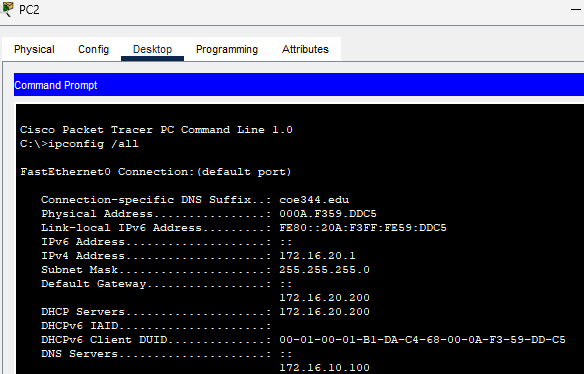 PC2
Physical Config Desktop Programming Attributes
Command Prompt
Cisco Packet Tracer PC Command Line 1.0
C:\>ipconfig /all
FastEthernet0 Connection:(default port)
Connection-specific DNS Suffix..: coe344.edu
Physical Address................: 000A.F359.DDC5
Link-local IPv6 Address.........: FE80::20A:F3FF:FE59:DDC5
IPv6 Address....................: ::
IPv4 Address....................: 172.16.20.1
Subnet Mask.....................: 255.255.255.0
Default Gateway.................: ::
172.16.20.200
DHCP Servers....................: 172.16.20.200
DHCPv6 IAID.....................:
DHCPv6 Client DUID..............: 00-01-00-01-B1-DA-C4-68-00-0A-F3-59-DD-C5
DNS Servers.....................: ::
172.16.10.100